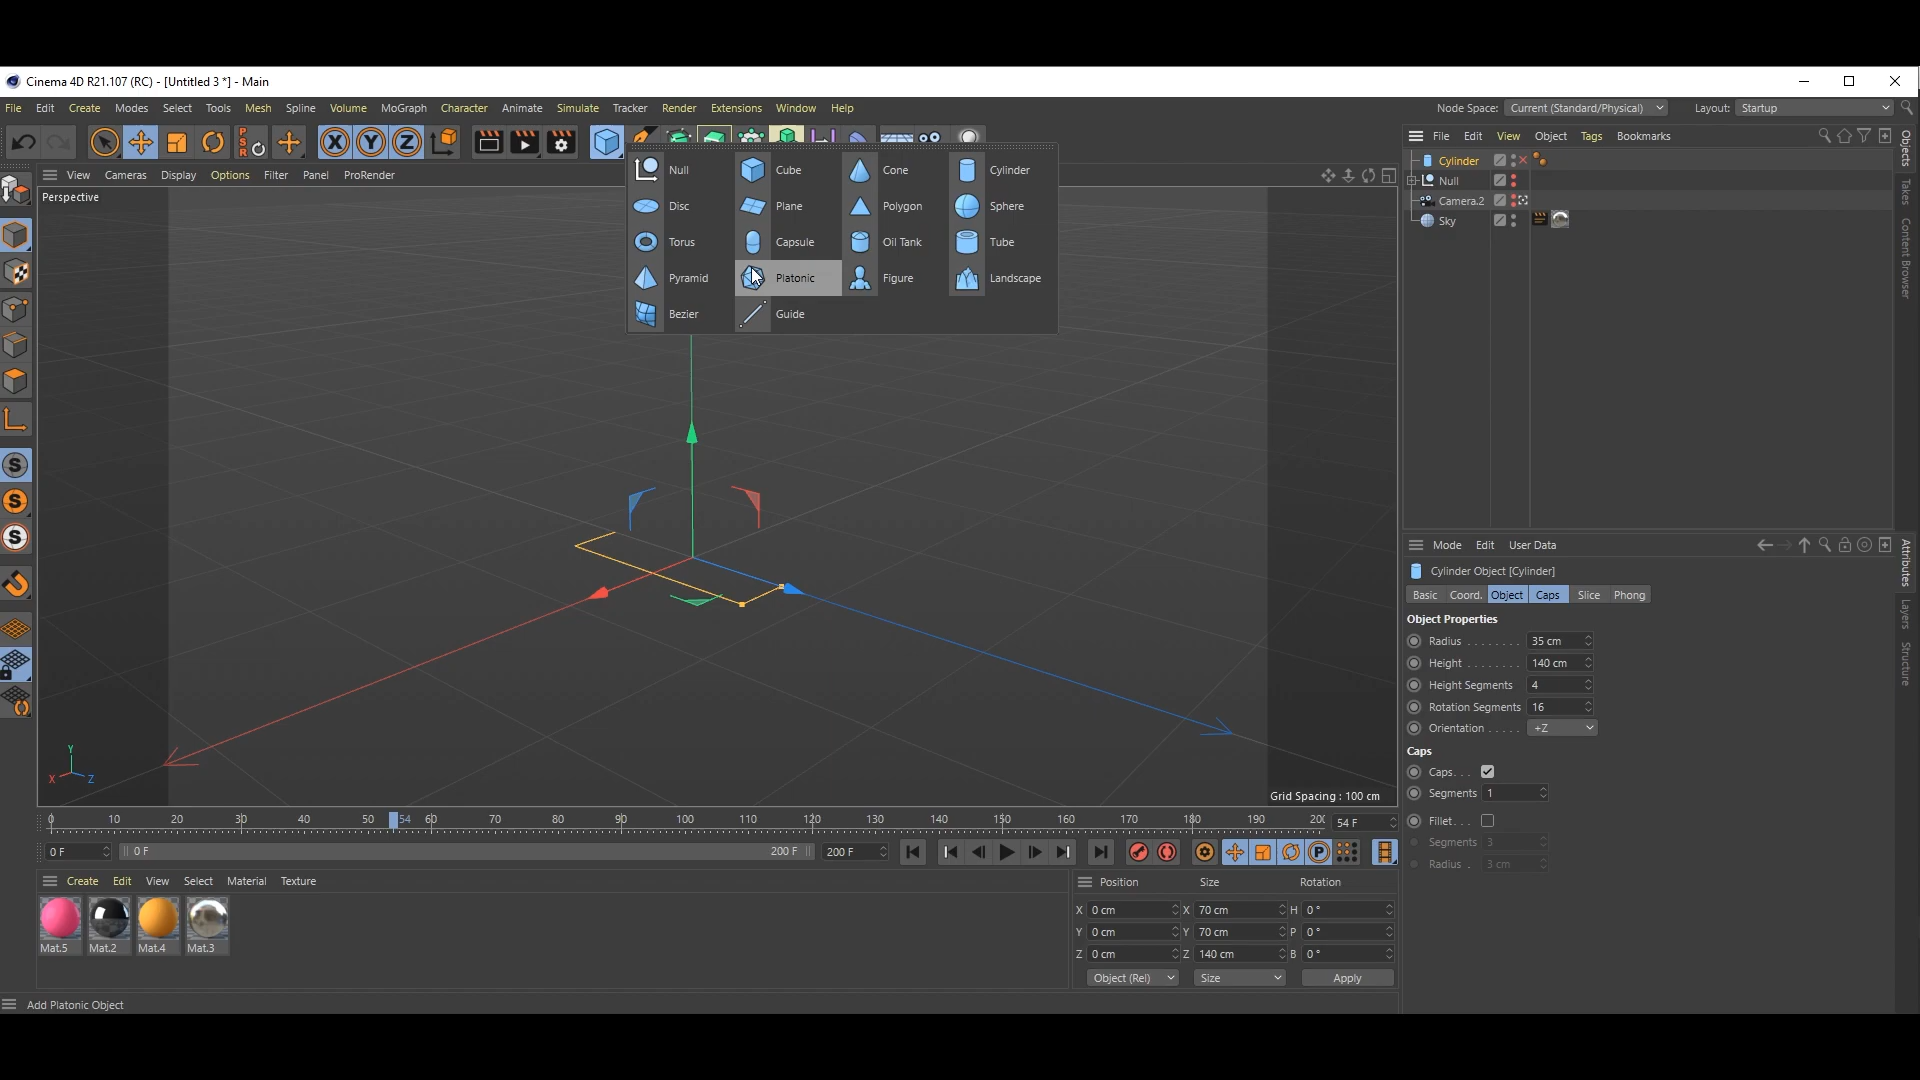 Cinema 4D R21.107 (RC) - [Untitled 3 *] - Main
File Edit Create Modes Select Tools Mesh Spline Volume MoGraph Character Animate Simulate Tracker Render Extensions Window Help Node Space: Current (Standard/Physical) Layout: Startup
File Edit View Object Tags Bookmarks
X Y Z
PSR
View Cameras Display Options Filter Panel ProRender
Perspective
Null Cube Cone Cylinder
Disc Plane Polygon Sphere
Torus Capsule Oil Tank Tube
Pyramid Platonic Figure Landscape
Bezier Guide
Cylinder
Null
Camera.2
Sky
Objects
Takes
Content Browser
S
S
S
Y
X Z
Grid Spacing : 100 cm
Mode Edit User Data
Cylinder Object [Cylinder]
Basic Coord. Object Caps Slice Phong
Object Properties
Radius . . . . . . . . 35 cm
Height . . . . . . . . 140 cm
Height Segments 4
Rotation Segments 16
Orientation . . . . . +Z
Caps
Caps. . .
Segments 1
Fillet. . .
Segments 3
Radius . 3 cm
Attributes
Layers
Structure
0 10 20 30 40 50 54 60 70 80 90 100 110 120 130 140 150 160 170 180 190 200 54 F
0 F 0 F 200 F 200 F
P
Create Edit View Select Material Texture
Mat.5 Mat.2 Mat.4 Mat.3
Position Size Rotation
X 0 cm X 70 cm H 0 °
Y 0 cm Y 70 cm P 0 °
Z 0 cm Z 140 cm B 0 °
Object (Rel) Size Apply
Add Platonic Object